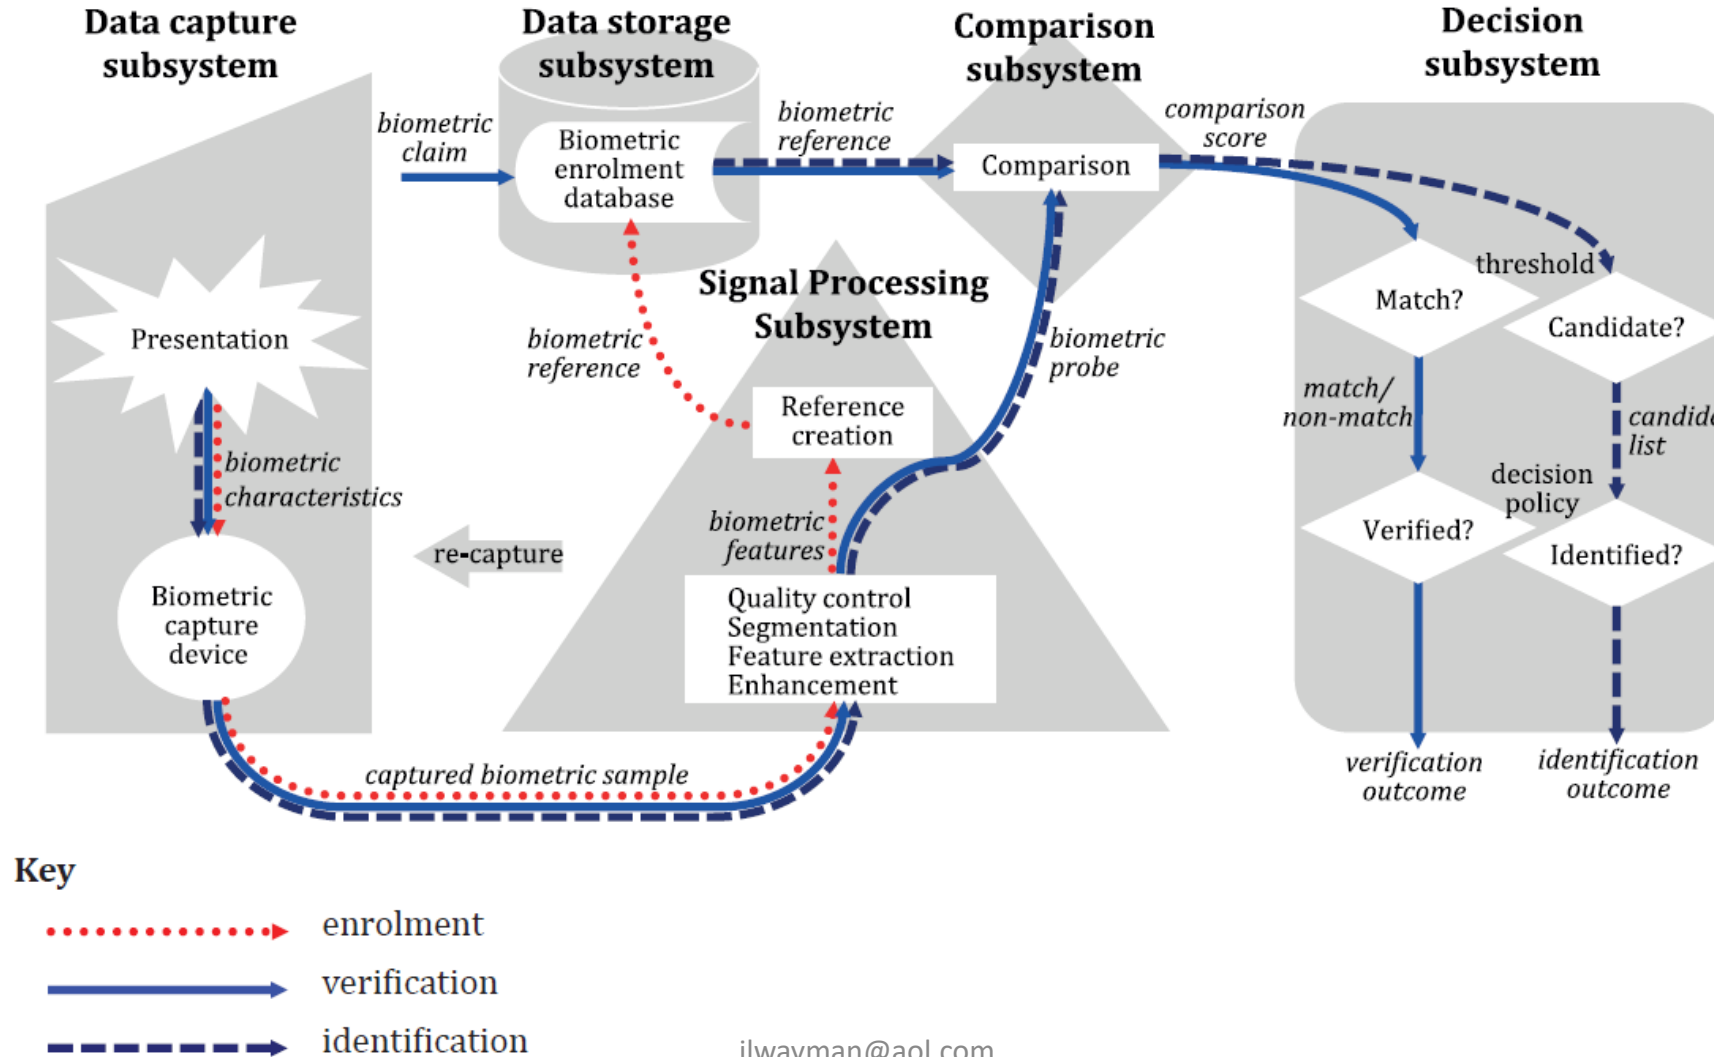 Data capture
subsystem
Data storage
subsystem
Comparison
subsystem
Decision
subsystem
biometric
claim
Biometric
enrolment
database
biometric
reference
Comparison
comparison
score
Presentation
biometric
characteristics
Biometric
capture
device
re-capture
biometric
reference
Signal Processing
Subsystem
Reference
creation
biometric
features
Quality control
Segmentation
Feature extraction
Enhancement
biometric
probe
captured biometric sample
threshold
Match?
Candidate?
match/
non-match
list
decision
policy
Verified?
Identified?
verification
outcome
identification
outcome
Key
enrolment
verification
identification